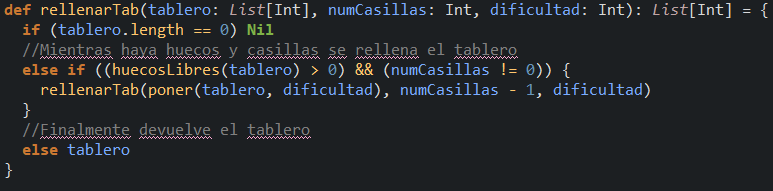 def rellenarTab(tablero: List[Int], numCasillas: Int, dificultad: Int): List[Int] = {
  if (tablero.length == 0) Nil
  //Mientras haya huecos y casillas se rellena el tablero
  else if ((huecosLibres(tablero) > 0) && (numCasillas != 0)) {
    rellenarTab(poner(tablero, dificultad), numCasillas - 1, dificultad)
  }
  //Finalmente devuelve el tablero
  else tablero
}